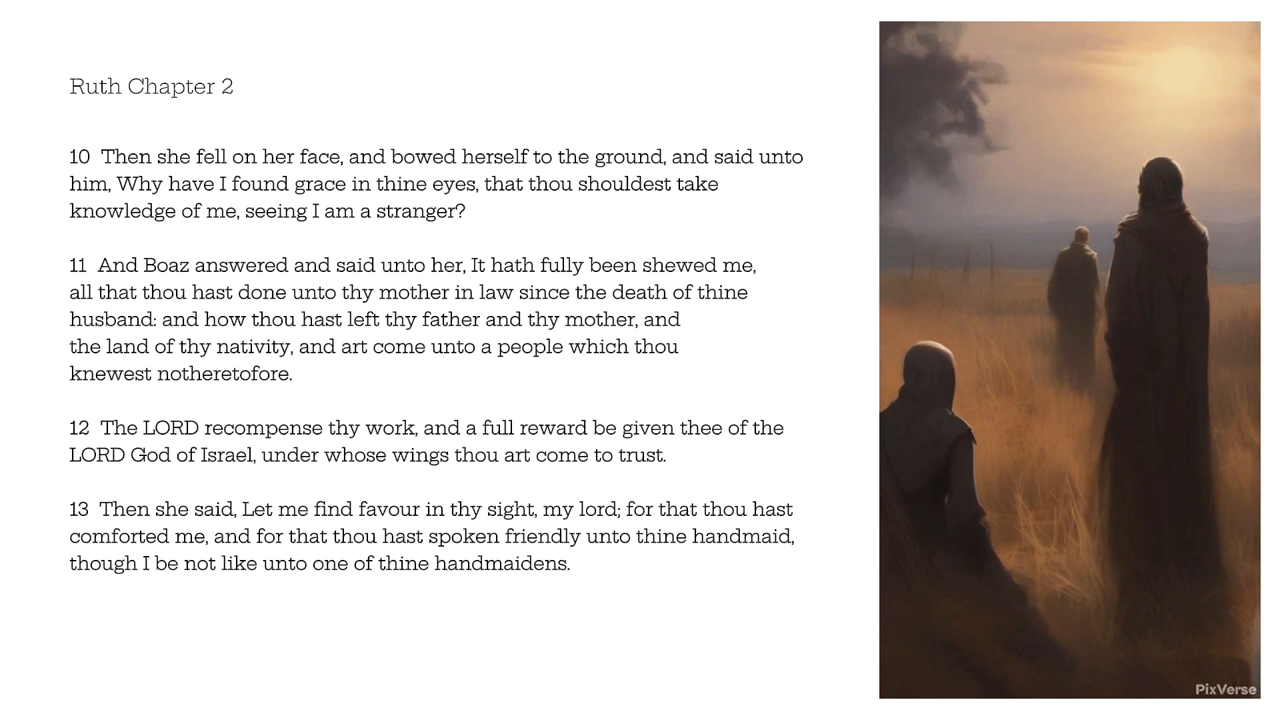 Ruth Chapter 2
10 Then she fell on her face, and bowed herself to the ground, and said unto
him, Why have I found grace in thine eyes, that thou shouldest take
knowledge of me, seeing I am a stranger?
11 And Boaz answered and said unto her, It hath fully been shewed me,
all that thou hast done unto thy mother in law since the death of thine
husband: and how thou hast left thy father and thy mother, and
the land of thy nativity, and art come unto a people which thou
knewest notheretofore.
12 The LORD recompense thy work, and a full reward be given thee of the
LORD God of Israel, under whose wings thou art come to trust.
13 Then she said, Let me find favour in thy sight, my lord; for that thou hast
comforted me, and for that thou hast spoken friendly unto thine handmaid,
though I be not like unto one of thine handmaidens.
PixVerse